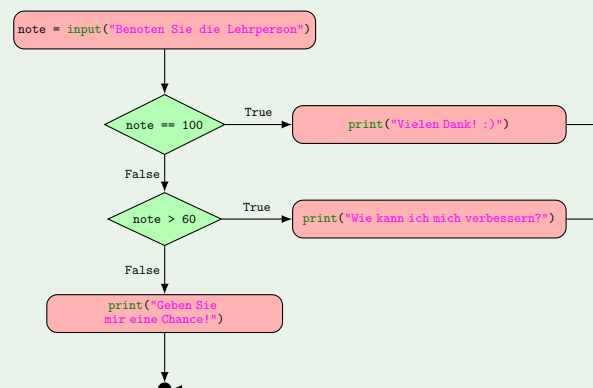 note = input("Benoten Sie die Lehrperson")
note == 100
True
print("Vielen Dank! :)")
False
note > 60
True
print("Wie kann ich mich verbessern?")
False
print("Geben Sie
mir eine Chance!")